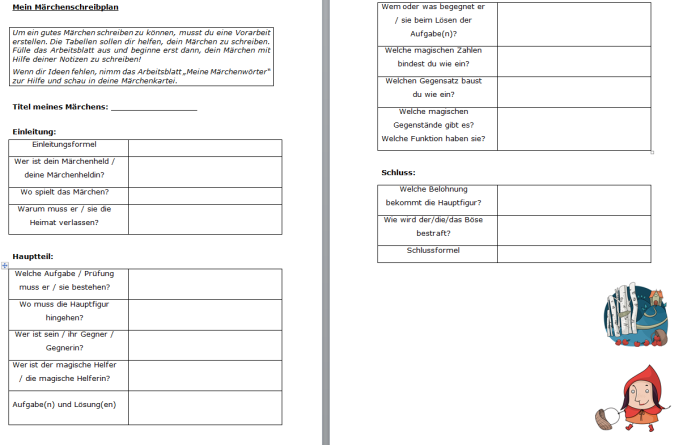 Mein Märchenschreibplan
Um ein gutes Märchen schreiben zu können, musst du eine Vorarbeit
erstellen. Die Tabellen sollen dir helfen, dein Märchen zu schreiben.
Fülle das Arbeitsblatt aus und beginne erst dann, dein Märchen mit
Hilfe deiner Notizen zu schreiben!
Wenn dir Ideen fehlen, nimm das Arbeitsblatt „Meine Märchenwörter"
zur Hilfe und schau in deine Märchenkartei.
Titel meines Märchens: ____________________
Einleitung:
Einleitungsformel
Wer ist dein Märchenheld /
deine Märchenheldin?
Wo spielt das Märchen?
Warum muss er / sie die
Heimat verlassen?
Hauptteil:
Welche Aufgabe / Prüfung
muss er / sie bestehen?
Wo muss die Hauptfigur
hingehen?
Wer ist sein / ihr Gegner /
Gegnerin?
Wer ist der magische Helfer
/ die magische Helferin?
Aufgabe(n) und Lösung(en)
Wem oder was begegnet er
/ sie beim Lösen der
Aufgabe(n)?
Welche magischen Zahlen
bindest du wie ein?
Welchen Gegensatz baust
du wie ein?
Welche magischen
Gegenstände gibt es?
Welche Funktion haben sie?
Schluss:
Welche Belohnung
bekommt die Hauptfigur?
Wie wird der/die/das Böse
bestraft?
Schlussformel